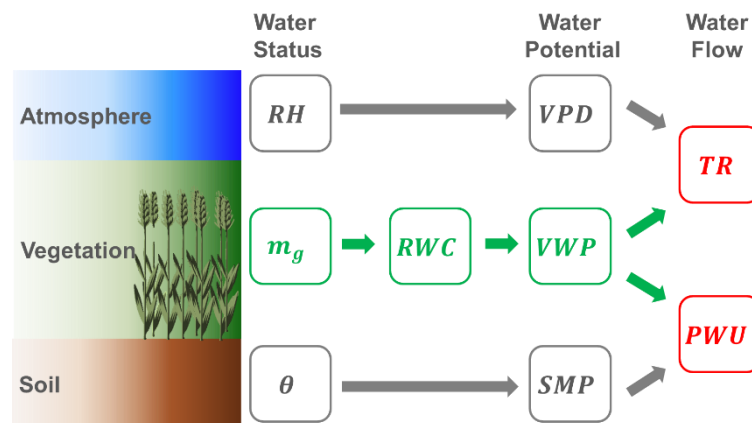 Water
Status
Water
Potential
Water
Flow
Atmosphere
RH
VPD
TR
Vegetation
m_g
RWC
VWP
PWU
Soil
θ
SMP